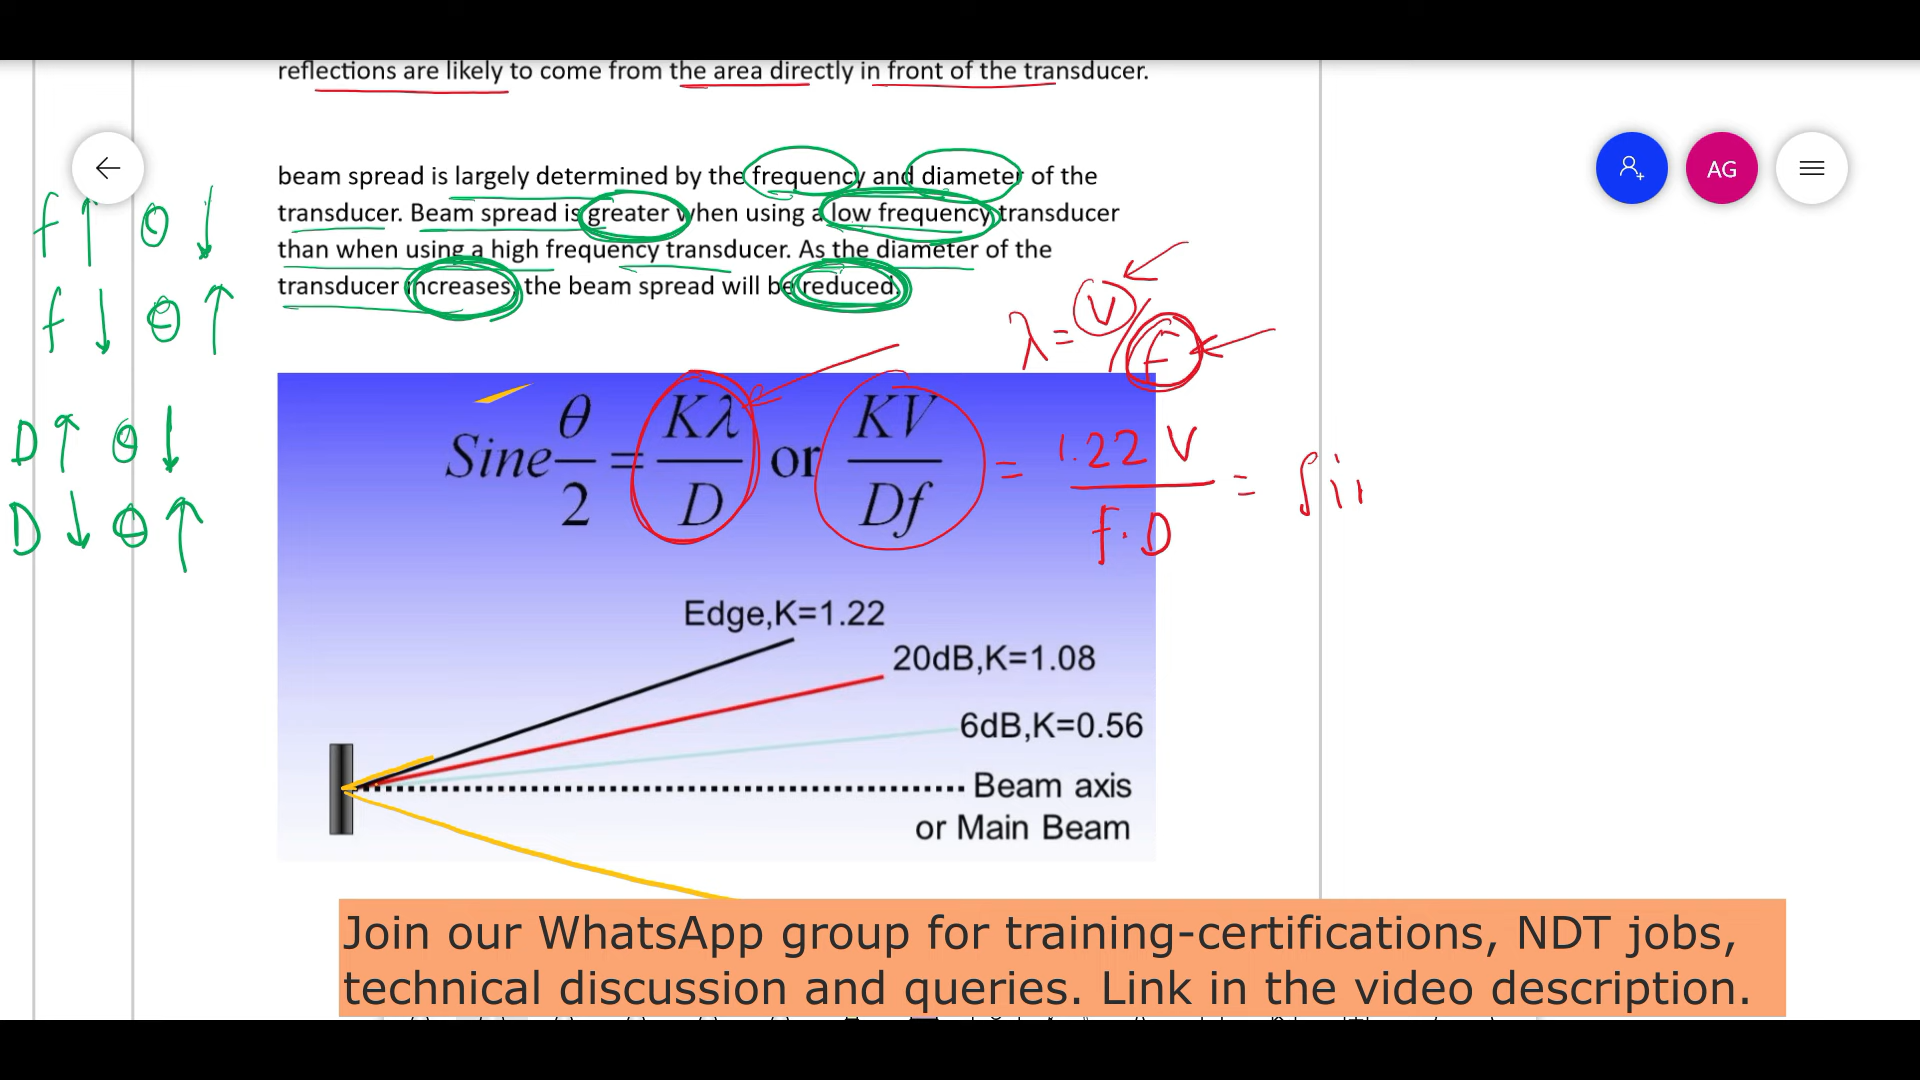 reflections are likely to come from the area directly in front of the transducer.
AG
beam spread is largely determined by the frequency and diameter of the
transducer. Beam spread is greater when using a low frequency transducer
than when using a high frequency transducer. As the diameter of the
transducer increases, the beam spread will be reduced.
f↑ θ↓
f↓ θ↑
D↑ θ↓
D↓ θ↑
λ = V/f
Sine θ/2 = Kλ/D or KV/Df = 1.22 V / f.D = Sin
Edge,K=1.22
20dB,K=1.08
6dB,K=0.56
Beam axis
or Main Beam
Join our WhatsApp group for training-certifications, NDT jobs,
technical discussion and queries. Link in the video description.